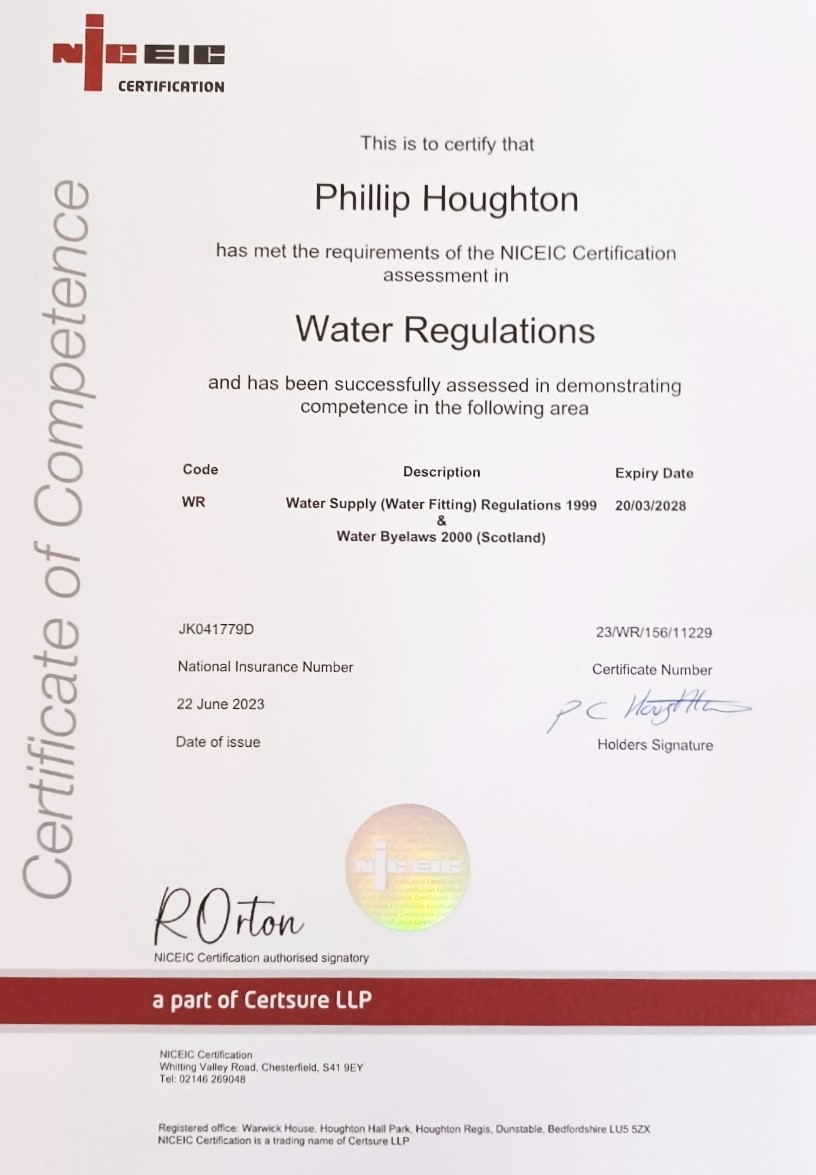 NICEIC
CERTIFICATION
Certificate of Competence
This is to certify that
Phillip Houghton
has met the requirements of the NICEIC Certification
assessment in
Water Regulations
and has been successfully assessed in demonstrating
competence in the following area
Code Description Expiry Date
WR Water Supply (Water Fitting) Regulations 1999 20/03/2028
&
Water Byelaws 2000 (Scotland)
JK041779D 23/WR/156/11229
National Insurance Number Certificate Number
22 June 2023 P C Houghton
Date of issue Holders Signature
NICEIC
R Orton
NICEIC Certification authorised signatory
a part of Certsure LLP
NICEIC Certification
Whitting Valley Road, Chesterfield, S41 9EY
Tel: 02146 269048
Registered office: Warwick House, Houghton Hall Park, Houghton Regis, Dunstable, Bedfordshire LU5 5ZX
NICEIC Certification is a trading name of Certsure LLP